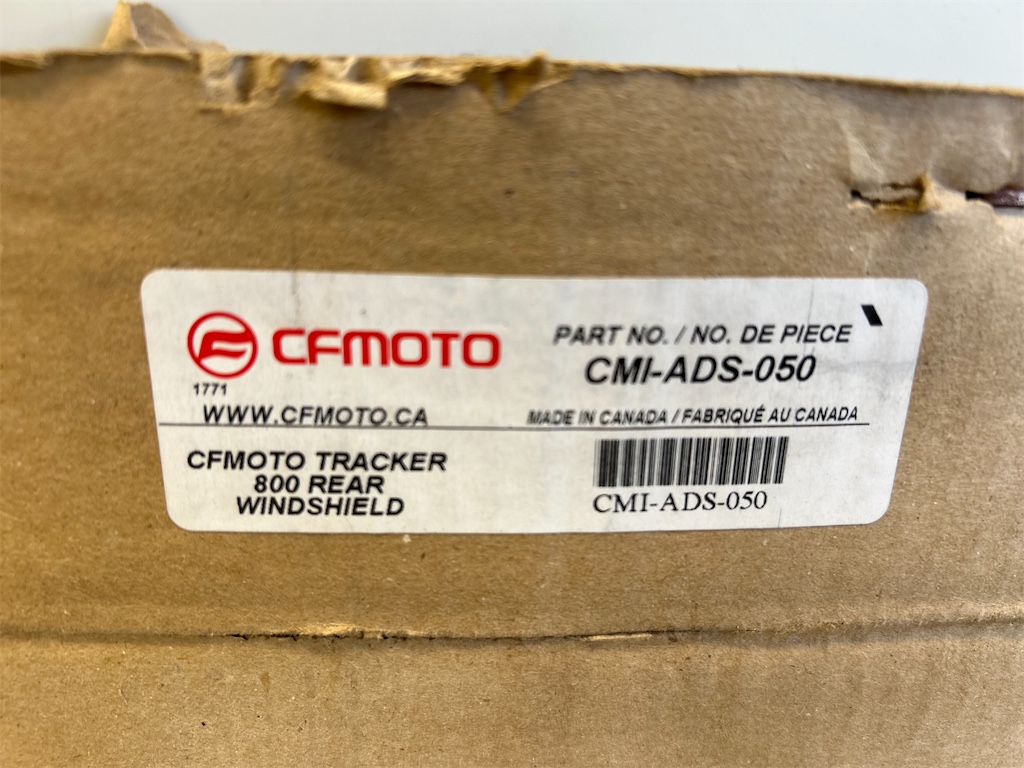 CFMOTO
1771
WWW.CFMOTO.CA
PART NO. / NO. DE PIECE
CMI-ADS-050
MADE IN CANADA / FABRIQUÉ AU CANADA
CFMOTO TRACKER
800 REAR
WINDSHIELD
CMI-ADS-050